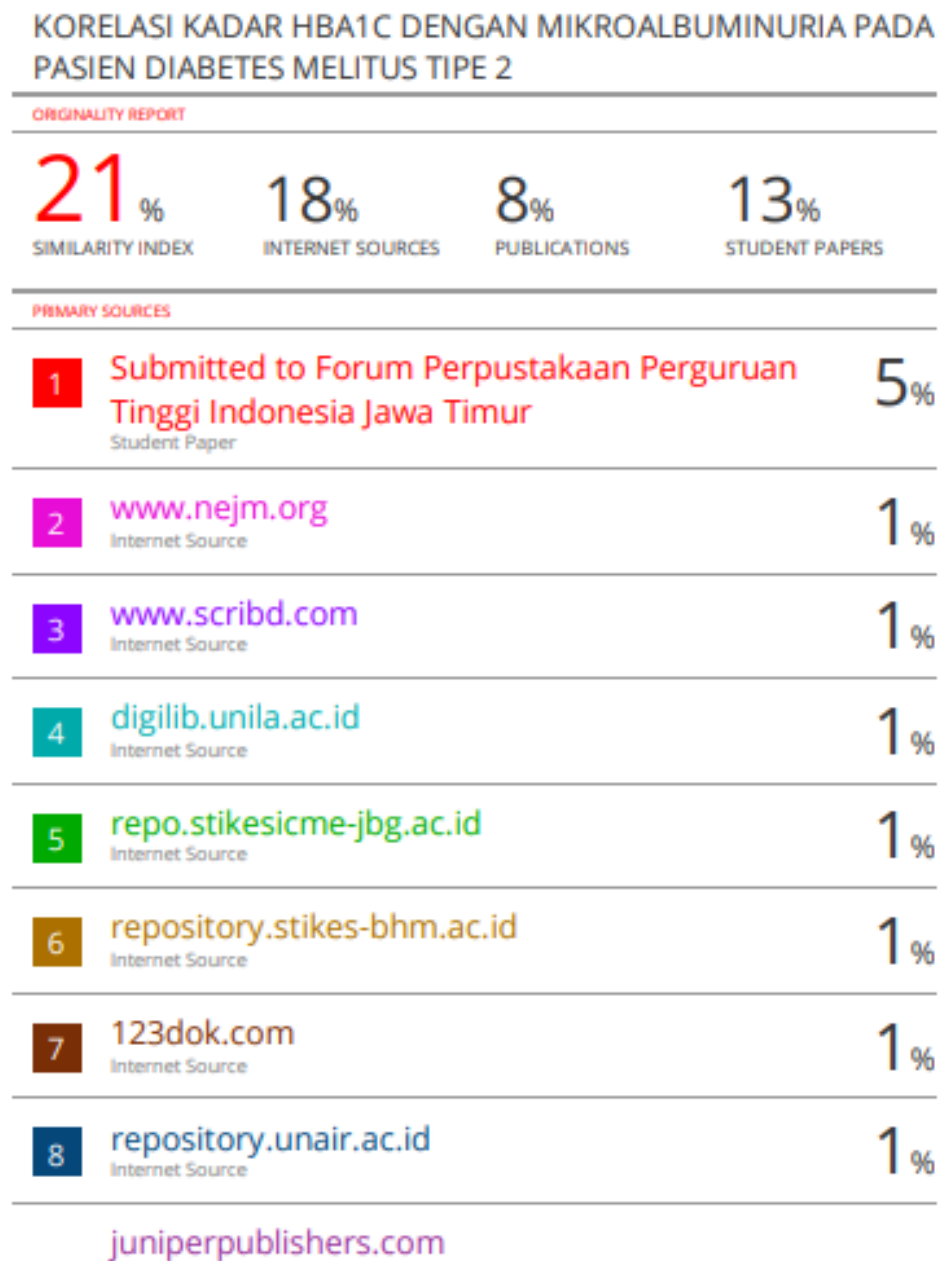 KORELASI KADAR HBA1C DENGAN MIKROALBUMINURIA PADA
PASIEN DIABETES MELITUS TIPE 2
ORIGINALITY REPORT
21%
SIMILARITY INDEX
18%
INTERNET SOURCES
8%
PUBLICATIONS
13%
STUDENT PAPERS
PRIMARY SOURCES
1
Submitted to Forum Perpustakaan Perguruan
Tinggi Indonesia Jawa Timur
Student Paper
5%
2
www.nejm.org
Internet Source
1%
3
www.scribd.com
Internet Source
1%
4
digilib.unila.ac.id
Internet Source
1%
5
repo.stikesicme-jbg.ac.id
Internet Source
1%
6
repository.stikes-bhm.ac.id
Internet Source
1%
7
123dok.com
Internet Source
1%
8
repository.unair.ac.id
Internet Source
1%
juniperpublishers.com